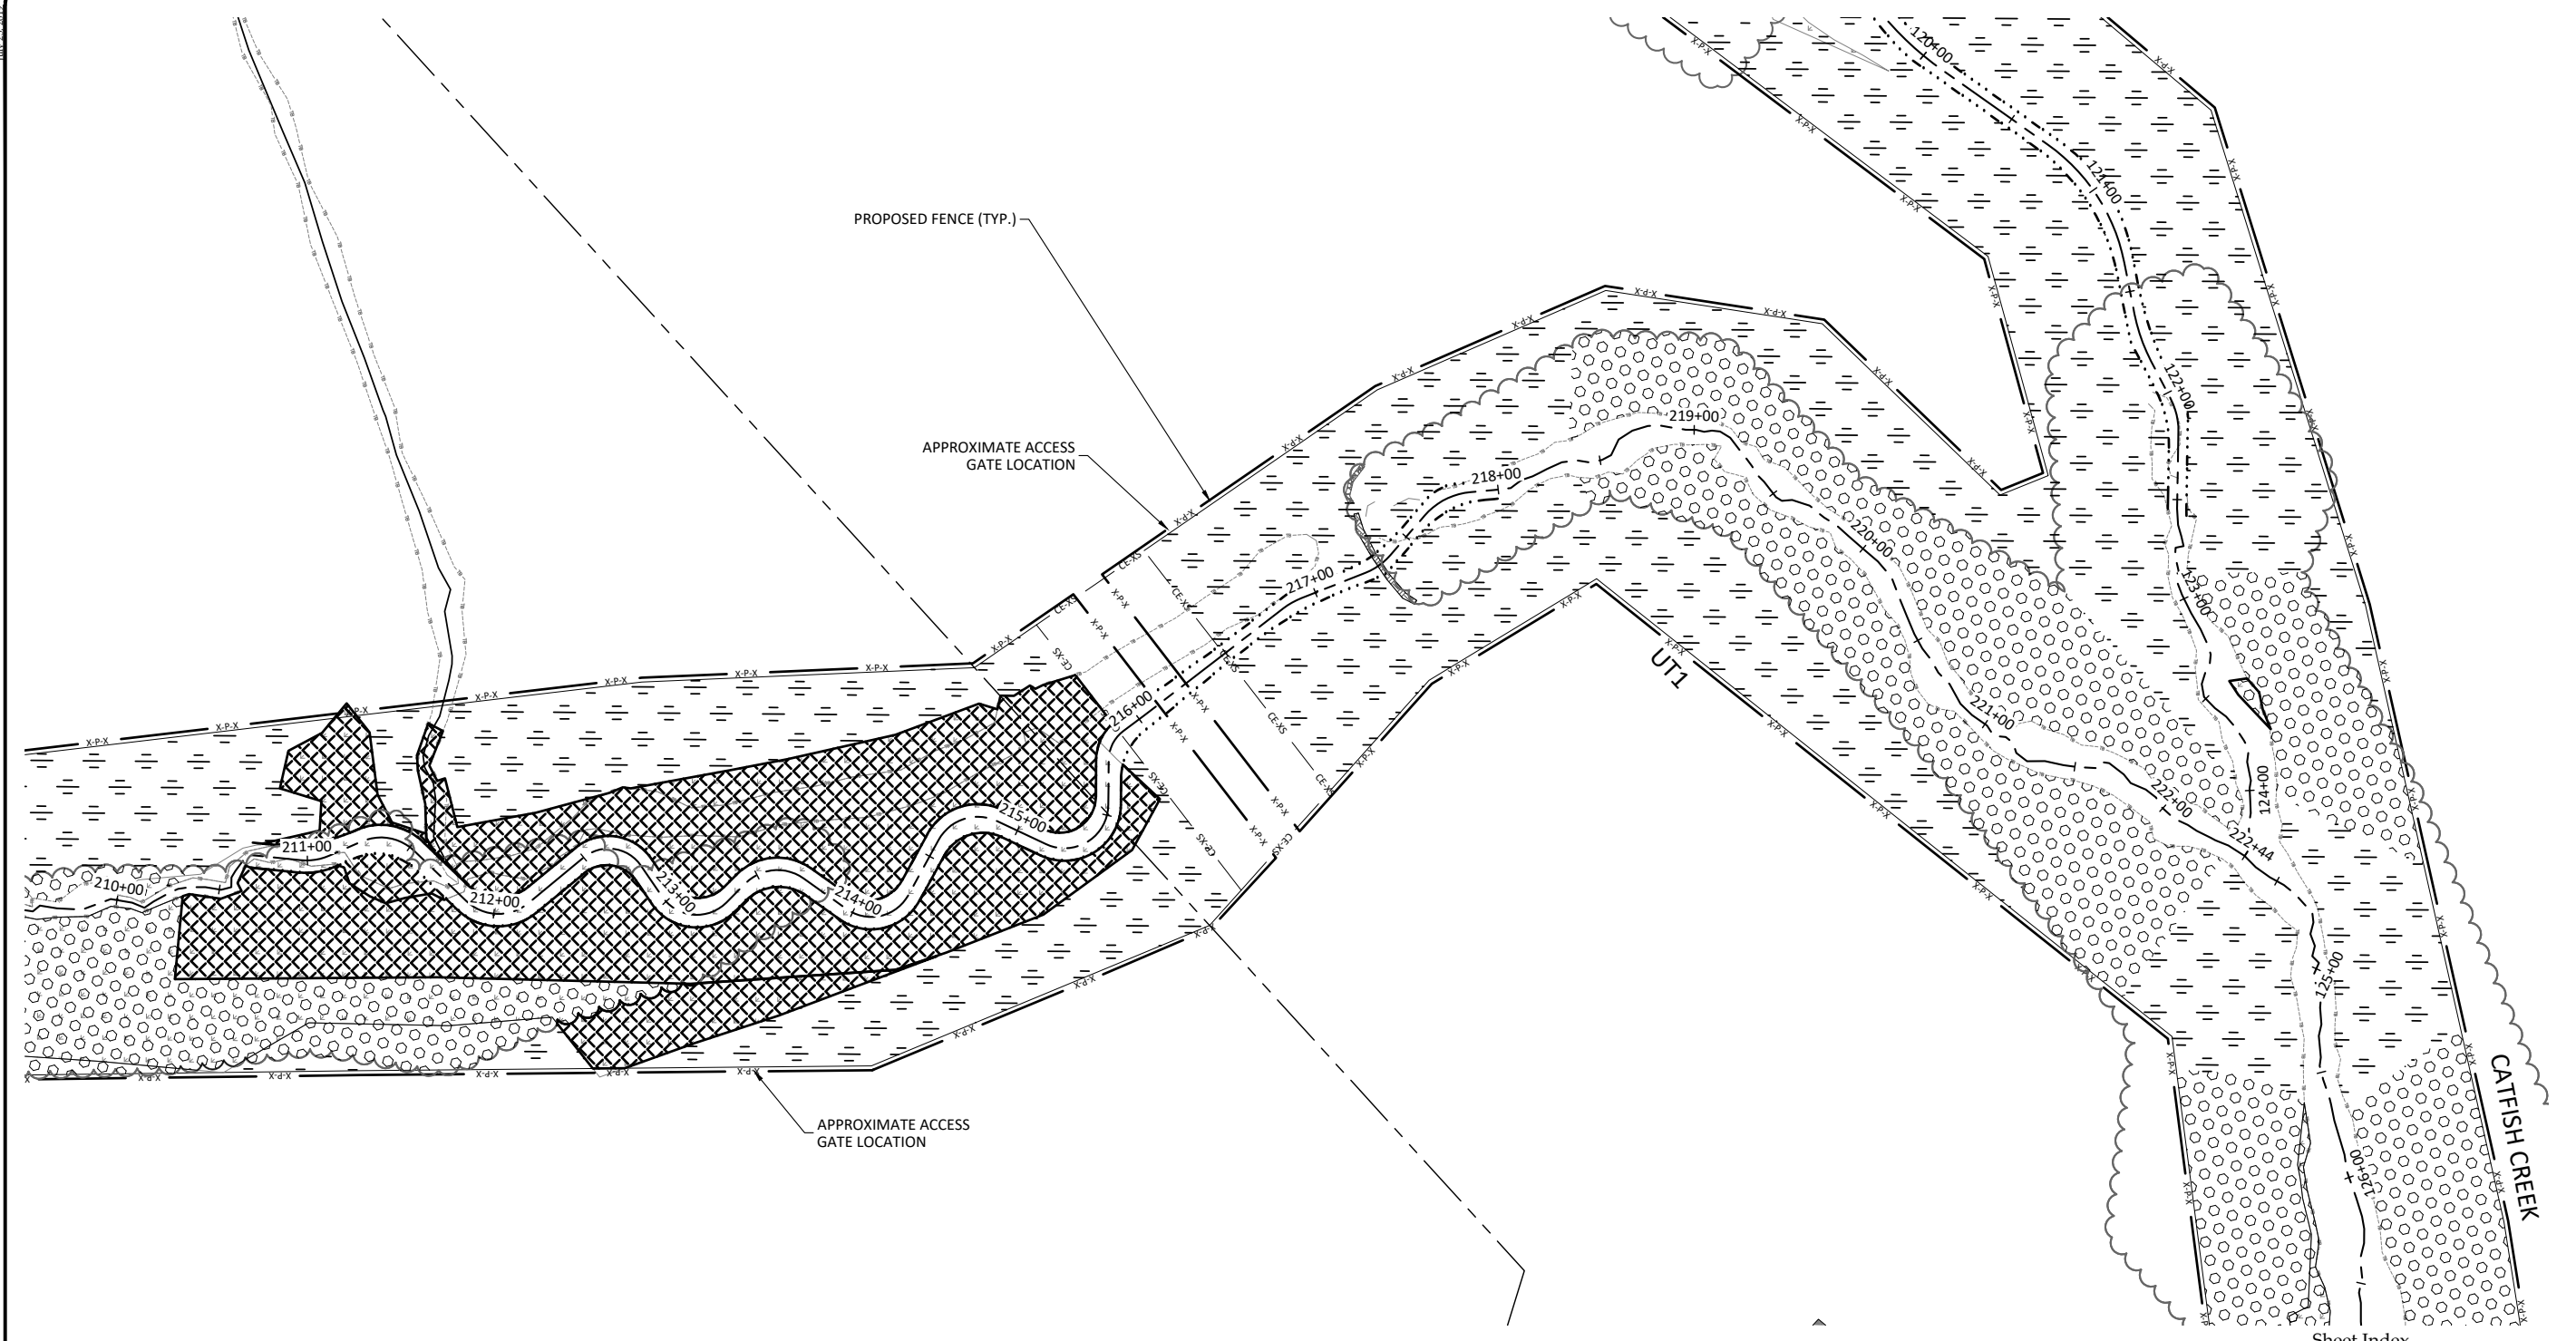 120+00
121+00
PROPOSED FENCE (TYP.)
122+00
219+00
APPROXIMATE ACCESS
GATE LOCATION
218+00
220+00
217+00
123+00
UT1
216+00
221+00
222+00
124+00
215+00
222+44
211+00
210+00
213+00
214+00
212+00
125+00
CATFISH CREEK
APPROXIMATE ACCESS
GATE LOCATION
126+00
X-P-X
CE-XS
Sheet Index